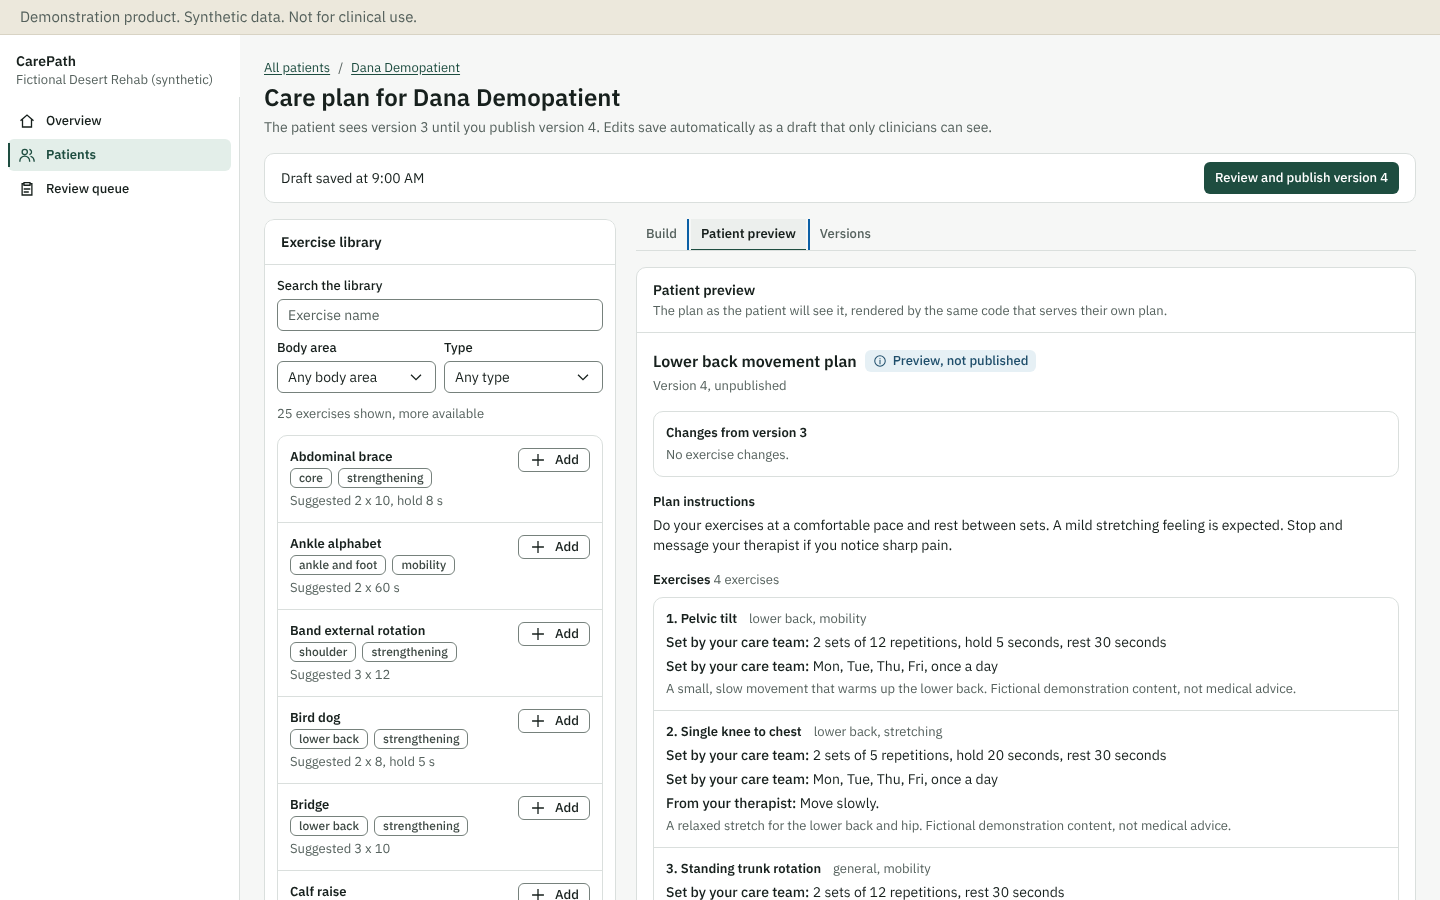 Demonstration product. Synthetic data. Not for clinical use.
CarePath
Fictional Desert Rehab (synthetic)
Overview
Patients
Review queue
All patients / Dana Demopatient
Care plan for Dana Demopatient
The patient sees version 3 until you publish version 4. Edits save automatically as a draft that only clinicians can see.
Draft saved at 9:00 AM
Review and publish version 4
Exercise library
Search the library
Exercise name
Body area Type
Any body area Any type
25 exercises shown, more available
Abdominal brace
Add
core strengthening
Suggested 2 x 10, hold 8 s
Ankle alphabet
Add
ankle and foot mobility
Suggested 2 x 60 s
Band external rotation
Add
shoulder strengthening
Suggested 3 x 12
Bird dog
Add
lower back strengthening
Suggested 2 x 8, hold 5 s
Bridge
Add
lower back strengthening
Suggested 3 x 10
Calf raise
Add
Build Patient preview Versions
Patient preview
The plan as the patient will see it, rendered by the same code that serves their own plan.
Lower back movement plan Preview, not published
Version 4, unpublished
Changes from version 3
No exercise changes.
Plan instructions
Do your exercises at a comfortable pace and rest between sets. A mild stretching feeling is expected. Stop and
message your therapist if you notice sharp pain.
Exercises 4 exercises
1. Pelvic tilt lower back, mobility
Set by your care team: 2 sets of 12 repetitions, hold 5 seconds, rest 30 seconds
Set by your care team: Mon, Tue, Thu, Fri, once a day
A small, slow movement that warms up the lower back. Fictional demonstration content, not medical advice.
2. Single knee to chest lower back, stretching
Set by your care team: 2 sets of 5 repetitions, hold 20 seconds, rest 30 seconds
Set by your care team: Mon, Tue, Thu, Fri, once a day
From your therapist: Move slowly.
A relaxed stretch for the lower back and hip. Fictional demonstration content, not medical advice.
3. Standing trunk rotation general, mobility
Set by your care team: 2 sets of 12 repetitions, rest 30 seconds